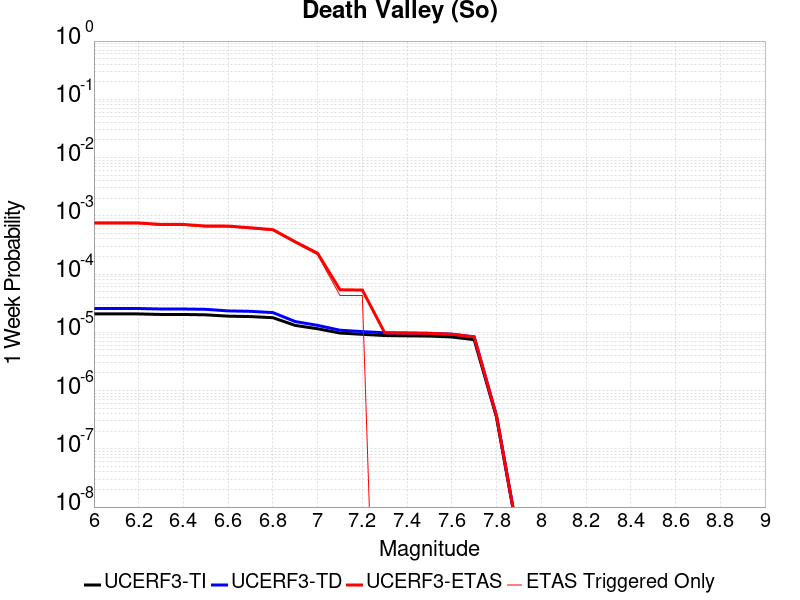 Death Valley (So)
10^0
10^-1
10^-2
10^-3
10^-4
10^-5
10^-6
10^-7
10^-8
1 Week Probability
6 6.2 6.4 6.6 6.8 7 7.2 7.4 7.6 7.8 8 8.2 8.4 8.6 8.8 9
Magnitude
UCERF3-TI UCERF3-TD UCERF3-ETAS ETAS Triggered Only